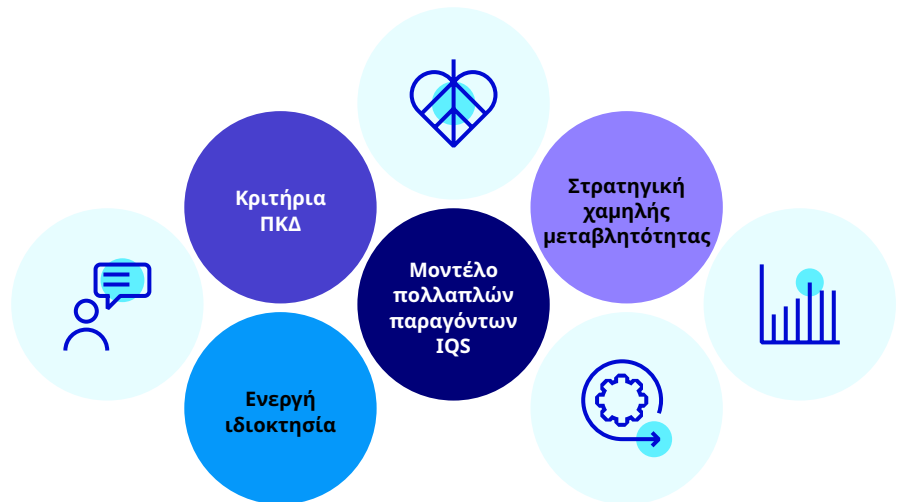 Κριτήρια
ΠΚΔ
Στρατηγική
χαμηλής
μεταβλητότητας
Μοντέλο
πολλαπλών
παραγόντων
IQS
Ενεργή
ιδιοκτησία